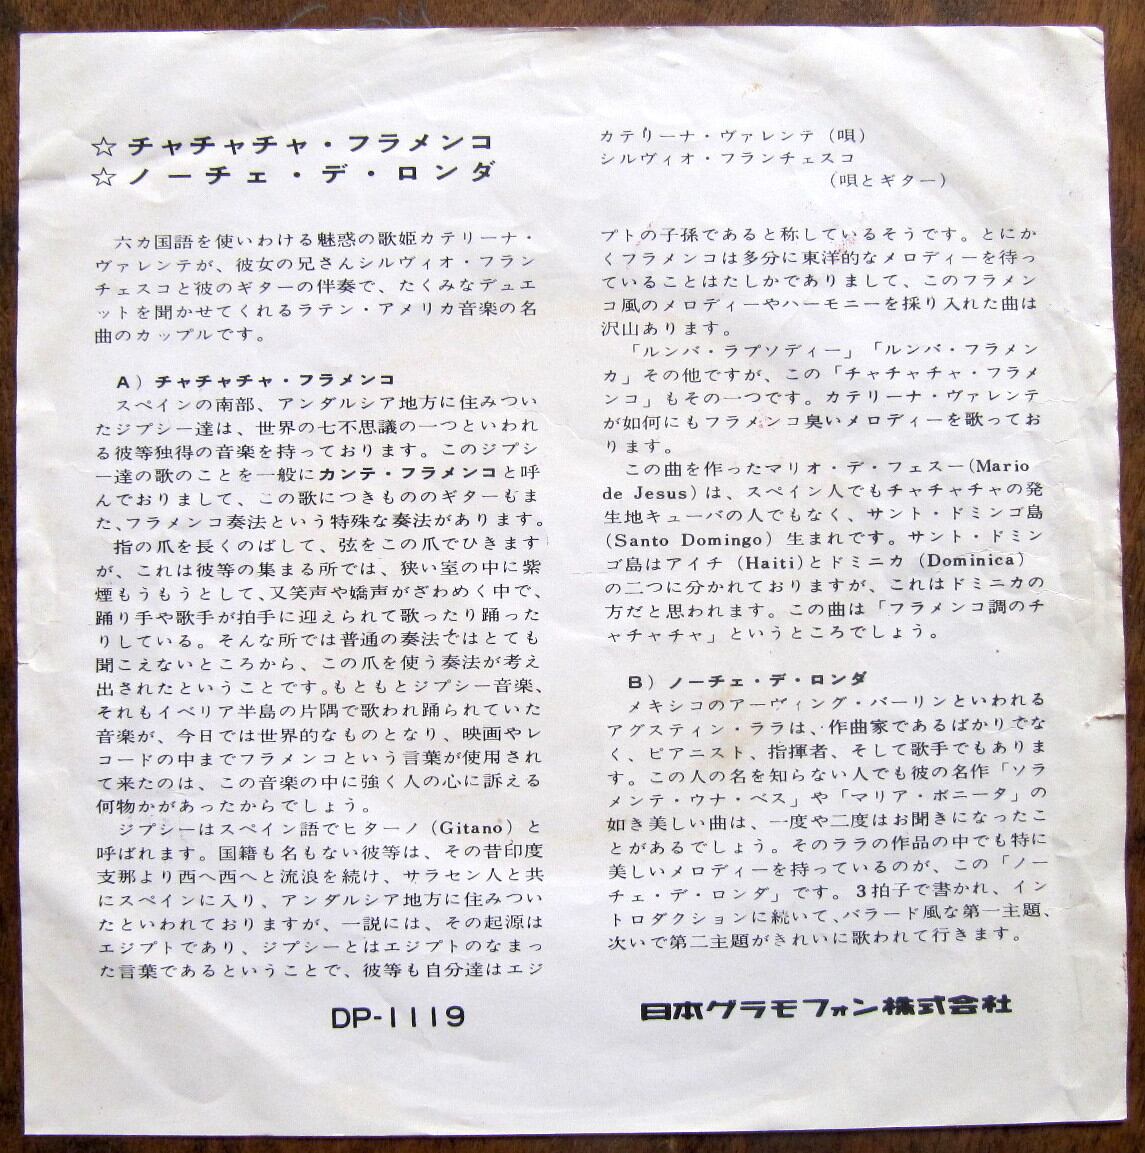 ☆ チャチャチャ・フラメンコ
☆ ノーチェ・デ・ロンダ
カテリーナ・ヴァレンテ (唄)
シルヴィオ・フランチェスコ
(唄とギター)
六カ国語を使いわける魅惑の歌姫カテリーナ・
ヴァレンテが、彼女の兄さんシルヴィオ・フラン
チェスコと彼のギターの伴奏で、たくみなデュエ
ットを聞かせてくれるラテン・アメリカ音楽の名
曲のカップルです。
A) チャチャチャ・フラメンコ
スペインの南部、アンダルシア地方に住みつい
たジプシー達は、世界の七不思議の一つといわれ
る彼等独得の音楽を持っております。このジプシ
ー達の歌のことを一般にカンテ・フラメンコと呼
んでおりまして、この歌につきもののギターもま
た、フラメンコ奏法という特殊な奏法があります。
指の爪を長くのばして、弦をこの爪でひきます
が、これは彼等の集まる所では、狭い室の中に紫
煙もうもうとして、又笑声や嬌声がざわめく中で、
踊り手や歌手が拍手に迎えられて歌ったり踊った
りしている。そんな所では普通の奏法ではとても
聞こえないところから、この爪を使う奏法が考え
出されたということです。もともとジプシー音楽、
それもイベリア半島の片隅で歌われ踊られていた
音楽が、今日では世界的なものとなり、映画やレ
コードの中までフラメンコという言葉が使用され
て来たのは、この音楽の中に強く人の心に訴える
何物かがあったからでしょう。
ジプシーはスペイン語でヒターノ (Gitano) と
呼ばれます。国籍も名もない彼等は、その昔印度
支那より西へ西へと流浪を続け、サラセン人と共
にスペインに入り、アンダルシア地方に住みつい
たといわれておりますが、一説には、その起源は
エジプトであり、ジプシーとはエジプトのなまっ
た言葉であるということで、彼等も自分達はエジ
プトの子孫であると称しているそうです。とにか
くフラメンコは多分に東洋的なメロディーを待っ
ていることはたしかでありまして、このフラメン
コ風のメロディーやハーモニーを採り入れた曲は
沢山あります。
「ルンバ・ラプソディー」「ルンバ・フラメン
カ」その他ですが、この「チャチャチャ・フラメ
ンコ」もその一つです。カテリーナ・ヴァレンテ
が如何にもフラメンコ臭いメロディーを歌ってお
ります。
この曲を作ったマリオ・デ・フェスー(Mario
de Jesus) は、スペイン人でもチャチャチャの発
生地キューバの人でもなく、サント・ドミンゴ島
(Santo Domingo) 生まれです。サント・ドミン
ゴ島はアイチ (Haiti)とドミニカ (Dominica)
の二つに分かれておりますが、これはドミニカの
方だと思われます。この曲は「フラメンコ調のチ
ャチャチャ」というところでしょう。
B) ノーチェ・デ・ロンダ
メキシコのアーヴィング・バーリンといわれる
アグスティン・ララは、作曲家であるばかりでな
く、ピアニスト、指揮者、そして歌手でもありま
す。この人の名を知らない人でも彼の名作「ソラ
メンテ・ウナ・ベス」や「マリア・ボニータ」の
如き美しい曲は、一度や二度はお聞きになったこ
とがあるでしょう。そのララの作品の中でも特に
美しいメロディーを持っているのが、この「ノー
チェ・デ・ロンダ」です。3拍子で書かれ、イン
トロダクションに続いて、バラード風な第一主題、
次いで第二主題がきれいに歌われて行きます。
DP-1119
日本グラモフォン株式会社